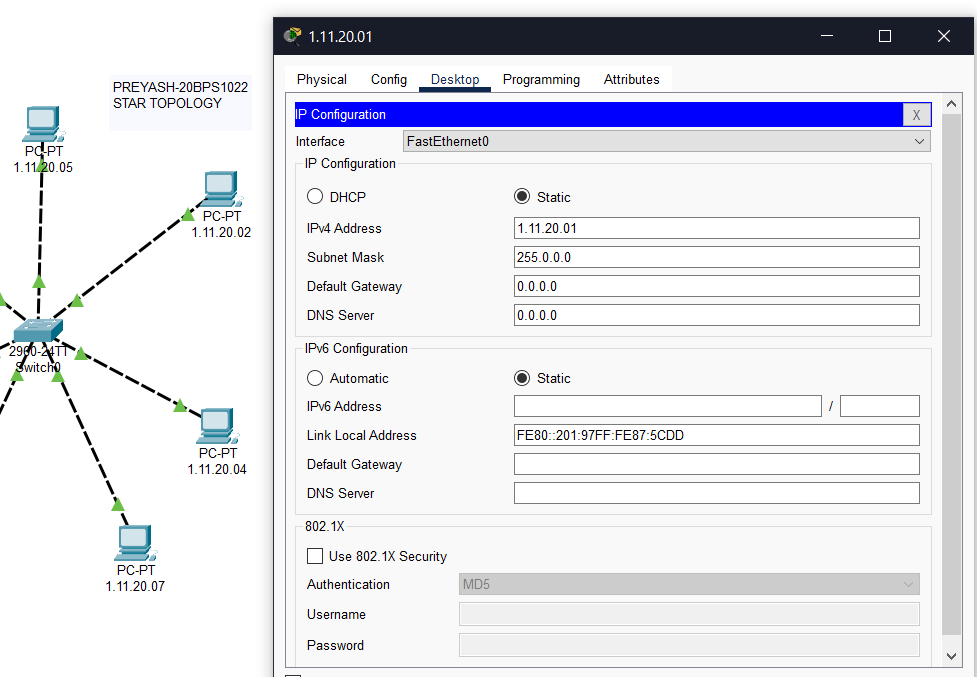 PREYASH-20BPS1022
STAR TOPOLOGY
PC-PT
1.11.20.05
PC-PT
1.11.20.02
2960-24TT
Switch0
PC-PT
1.11.20.04
PC-PT
1.11.20.07
1.11.20.01
Physical Config Desktop Programming Attributes
IP Configuration X
Interface FastEthernet0
IP Configuration
DHCP Static
IPv4 Address 1.11.20.01
Subnet Mask 255.0.0.0
Default Gateway 0.0.0.0
DNS Server 0.0.0.0
IPv6 Configuration
Automatic Static
IPv6 Address /
Link Local Address FE80::201:97FF:FE87:5CDD
Default Gateway
DNS Server
802.1X
Use 802.1X Security
Authentication MD5
Username
Password